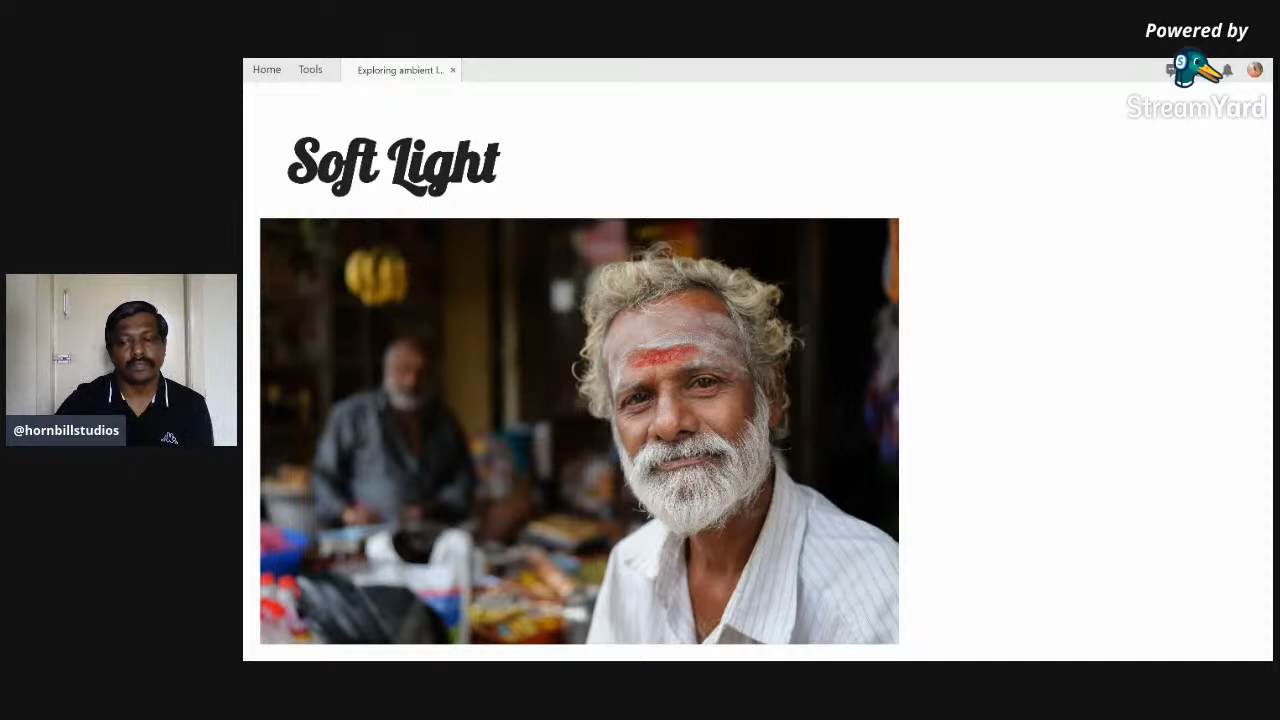 Powered by
StreamYard
Home
Tools
Exploring ambient l...
Soft Light
@hornbillstudios